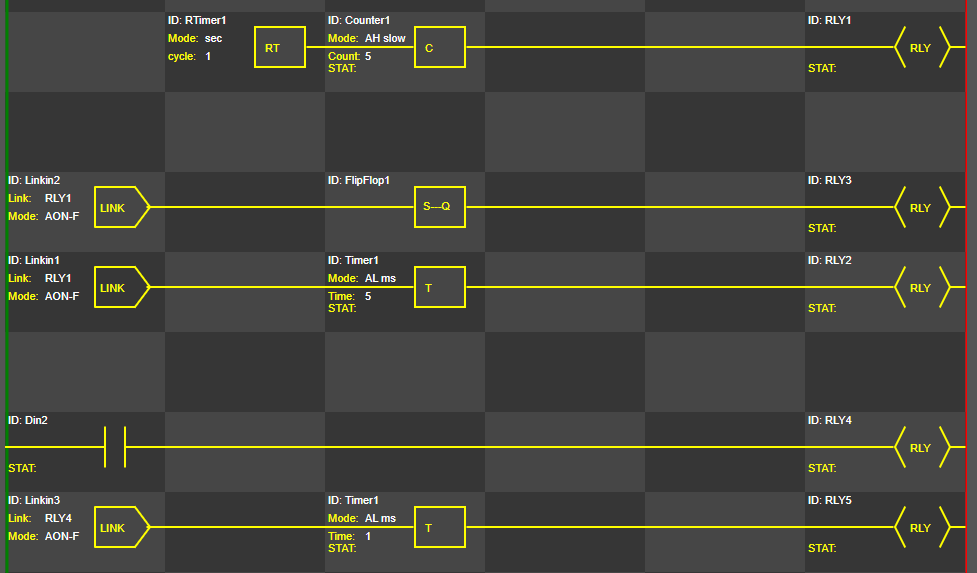 ID: RTimer1
Mode: sec
cycle: 1
RT
ID: Counter1
Mode: AH slow
Count: 5
STAT:
C
ID: RLY1
RLY
STAT:
ID: Linkin2
Link: RLY1
Mode: AON-F
LINK
ID: FlipFlop1
S---Q
ID: RLY3
RLY
STAT:
ID: Linkin1
Link: RLY1
Mode: AON-F
LINK
ID: Timer1
Mode: AL ms
Time: 5
STAT:
T
ID: RLY2
RLY
STAT:
ID: Din2
STAT:
ID: RLY4
RLY
STAT:
ID: Linkin3
Link: RLY4
Mode: AON-F
LINK
ID: Timer1
Mode: AL ms
Time: 1
STAT:
T
ID: RLY5
RLY
STAT: